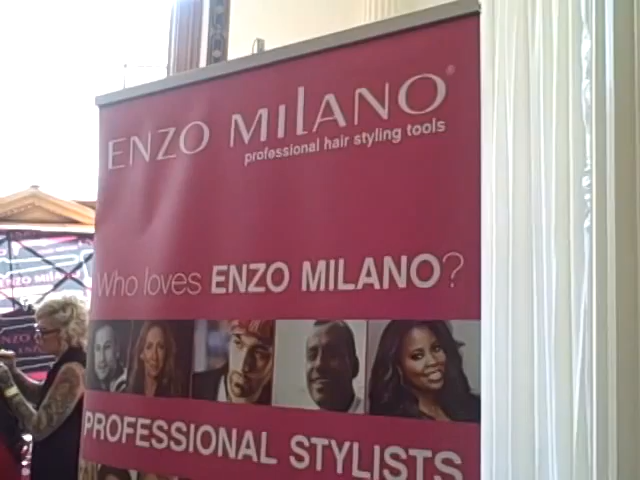 ENZO MILANO®
professional hair styling tools
Who loves ENZO MILANO?
PROFESSIONAL STYLISTS